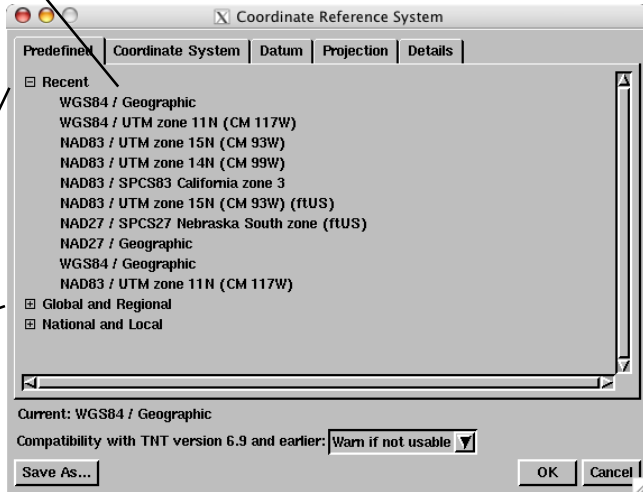 X Coordinate Reference System
Predefined Coordinate System Datum Projection Details
Recent
WGS84 / Geographic
WGS84 / UTM zone 11N (CM 117W)
NAD83 / UTM zone 15N (CM 93W)
NAD83 / UTM zone 14N (CM 99W)
NAD83 / SPCS83 California zone 3
NAD83 / UTM zone 15N (CM 93W) (ftUS)
NAD27 / SPCS27 Nebraska South zone (ftUS)
NAD27 / Geographic
WGS84 / Geographic
NAD83 / UTM zone 11N (CM 117W)
Global and Regional
National and Local
Current: WGS84 / Geographic
Compatibility with TNT version 6.9 and earlier: Warn if not usable
Save As... OK Cancel